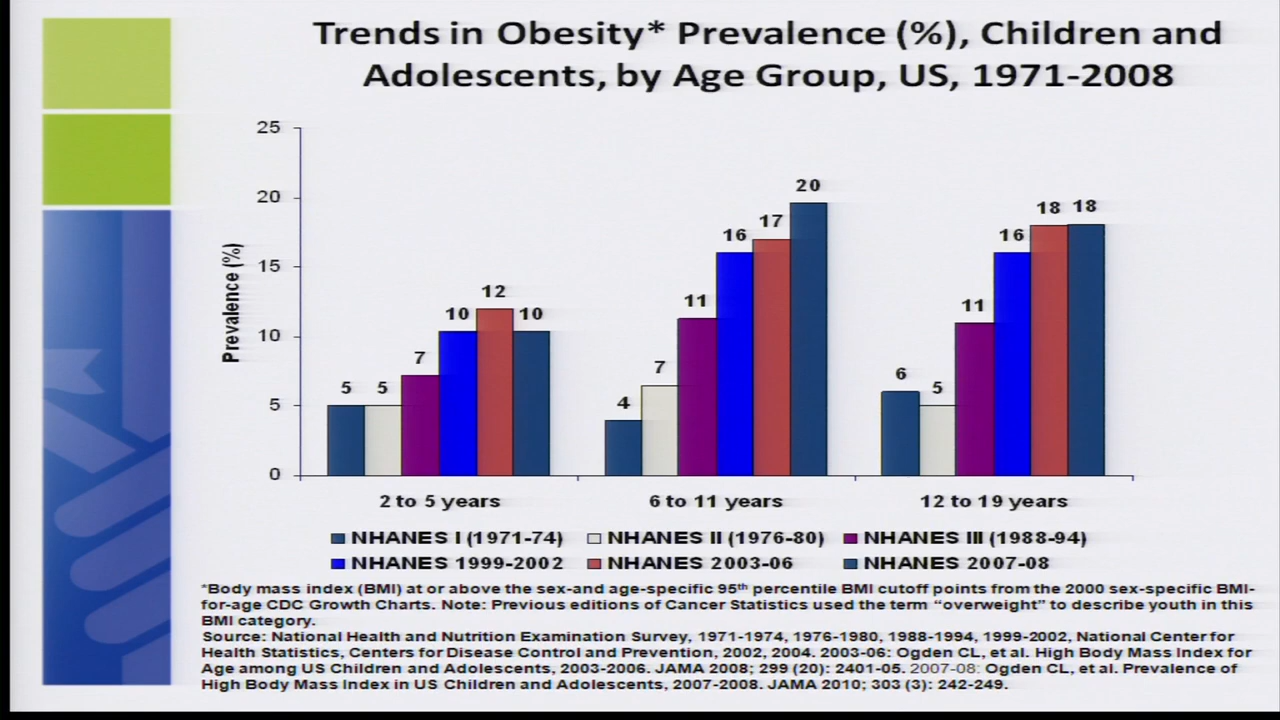 Trends in Obesity* Prevalence (%), Children and
Adolescents, by Age Group, US, 1971-2008
25
20
15
10
5
0
Prevalence (%)
5
5
7
10
12
10
4
7
11
16
17
20
6
5
11
16
18
18
2 to 5 years
6 to 11 years
12 to 19 years
NHANES I (1971-74)
NHANES II (1976-80)
NHANES III (1988-94)
NHANES 1999-2002
NHANES 2003-06
NHANES 2007-08
*Body mass index (BMI) at or above the sex-and age-specific 95th percentile BMI cutoff points from the 2000 sex-specific BMI-
for-age CDC Growth Charts. Note: Previous editions of Cancer Statistics used the term “overweight” to describe youth in this
BMI category.
Source: National Health and Nutrition Examination Survey, 1971-1974, 1976-1980, 1988-1994, 1999-2002, National Center for
Health Statistics, Centers for Disease Control and Prevention, 2002, 2004. 2003-06: Ogden CL, et al. High Body Mass Index for
Age among US Children and Adolescents, 2003-2006. JAMA 2008; 299 (20): 2401-05. 2007-08: Ogden CL, et al. Prevalence of
High Body Mass Index in US Children and Adolescents, 2007-2008. JAMA 2010; 303 (3): 242-249.